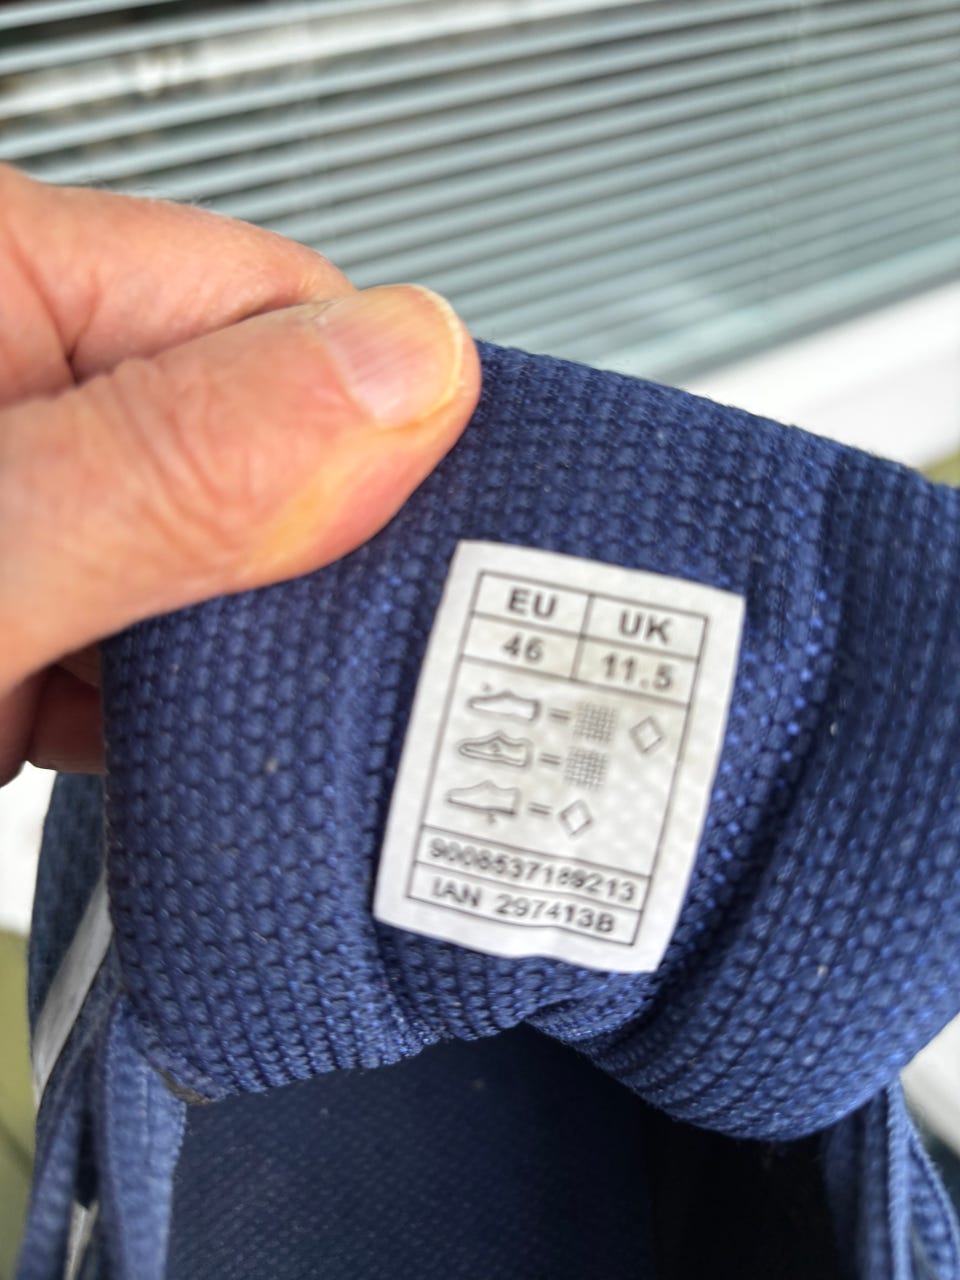 EU UK
46 11.5
=
=
=
9008537189213
IAN 297413B